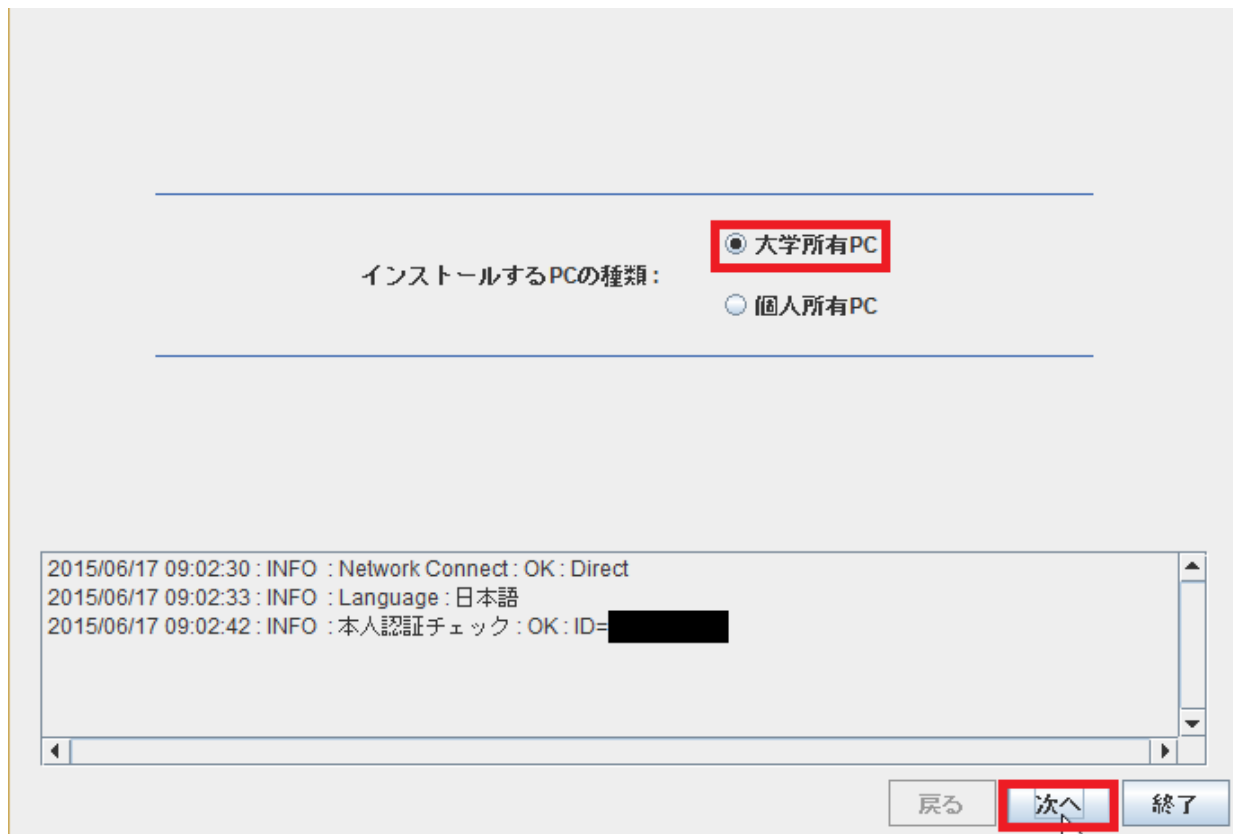 大学所有PC
インストールするPCの種類:
個人所有PC
2015/06/17 09:02:30 : INFO : Network Connect : OK : Direct
2015/06/17 09:02:33 : INFO : Language : 日本語
2015/06/17 09:02:42 : INFO : 本人認証チェック : OK : ID=
戻る 次へ 終了